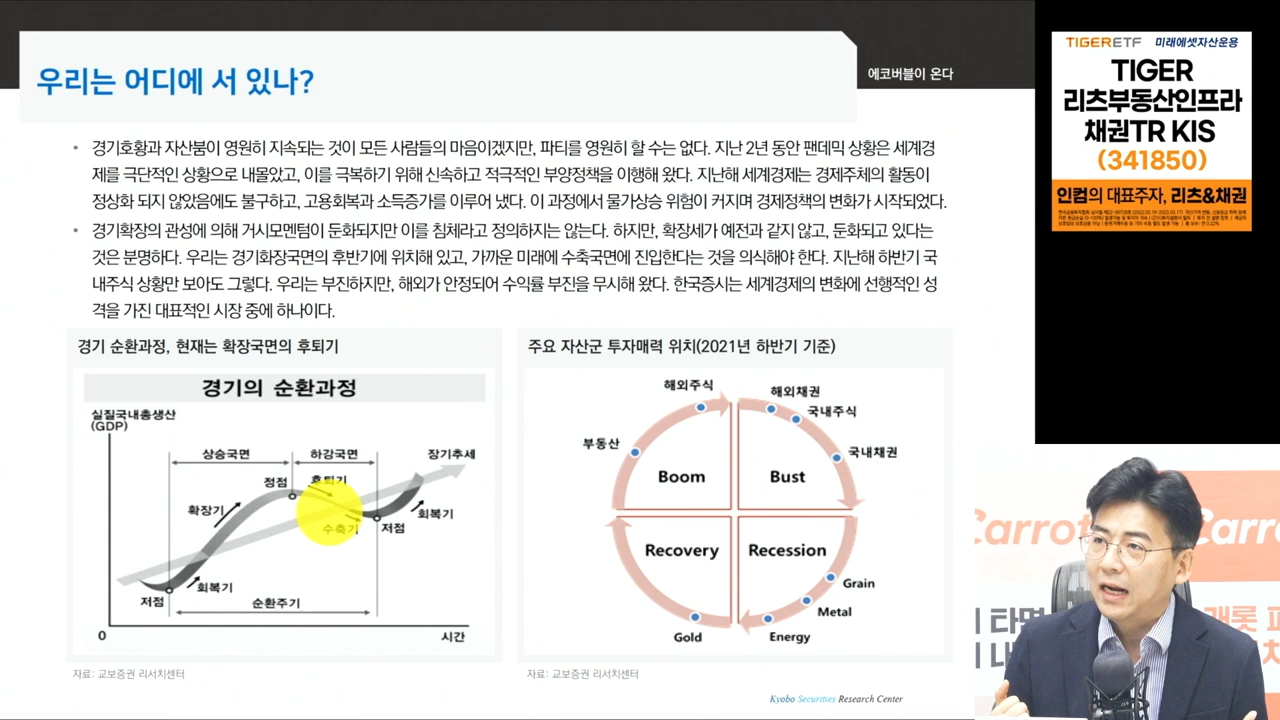 우리는 어디에 서 있나?
에코버블이 온다
• 경기호황과 자산붐이 영원히 지속되는 것이 모든 사람들의 마음이겠지만, 파티를 영원히 할 수는 없다. 지난 2년 동안 팬데믹 상황은 세계경
제를 극단적인 상황으로 내몰았고, 이를 극복하기 위해 신속하고 적극적인 부양정책을 이행해 왔다. 지난해 세계경제는 경제주체의 활동이
정상화 되지 않았음에도 불구하고, 고용회복과 소득증가를 이루어 냈다. 이 과정에서 물가상승 위험이 커지며 경제정책의 변화가 시작되었다.
• 경기확장의 관성에 의해 거시모멘텀이 둔화되지만 이를 침체라고 정의하지는 않는다. 하지만, 확장세가 예전과 같지 않고, 둔화되고 있다는
것은 분명하다. 우리는 경기화장국면의 후반기에 위치해 있고, 가까운 미래에 수축국면에 진입한다는 것을 의식해야 한다. 지난해 하반기 국
내주식 상황만 보아도 그렇다. 우리는 부진하지만, 해외가 안정되어 수익률 부진을 무시해 왔다. 한국증시는 세계경제의 변화에 선행적인 성
격을 가진 대표적인 시장 중에 하나이다.
경기 순환과정, 현재는 확장국면의 후퇴기
경기의 순환과정
실질국내총생산
(GDP)
상승국면
하강국면
장기추세
정점
후퇴기
확장기
수축기
저점
회복기
회복기
저점
순환주기
0
시간
자료: 교보증권 리서치센터
주요 자산군 투자매력 위치(2021년 하반기 기준)
해외주식
해외채권
국내주식
부동산
국내채권
Boom
Bust
Recovery
Recession
Grain
Metal
Energy
Gold
자료: 교보증권 리서치센터
Kyobo Securities Research Center
TIGERETF 미래에셋자산운용
TIGER
리츠부동산인프라
채권TR KIS
(341850)
인컴의 대표주자, 리츠&채권
Carrot
Carro